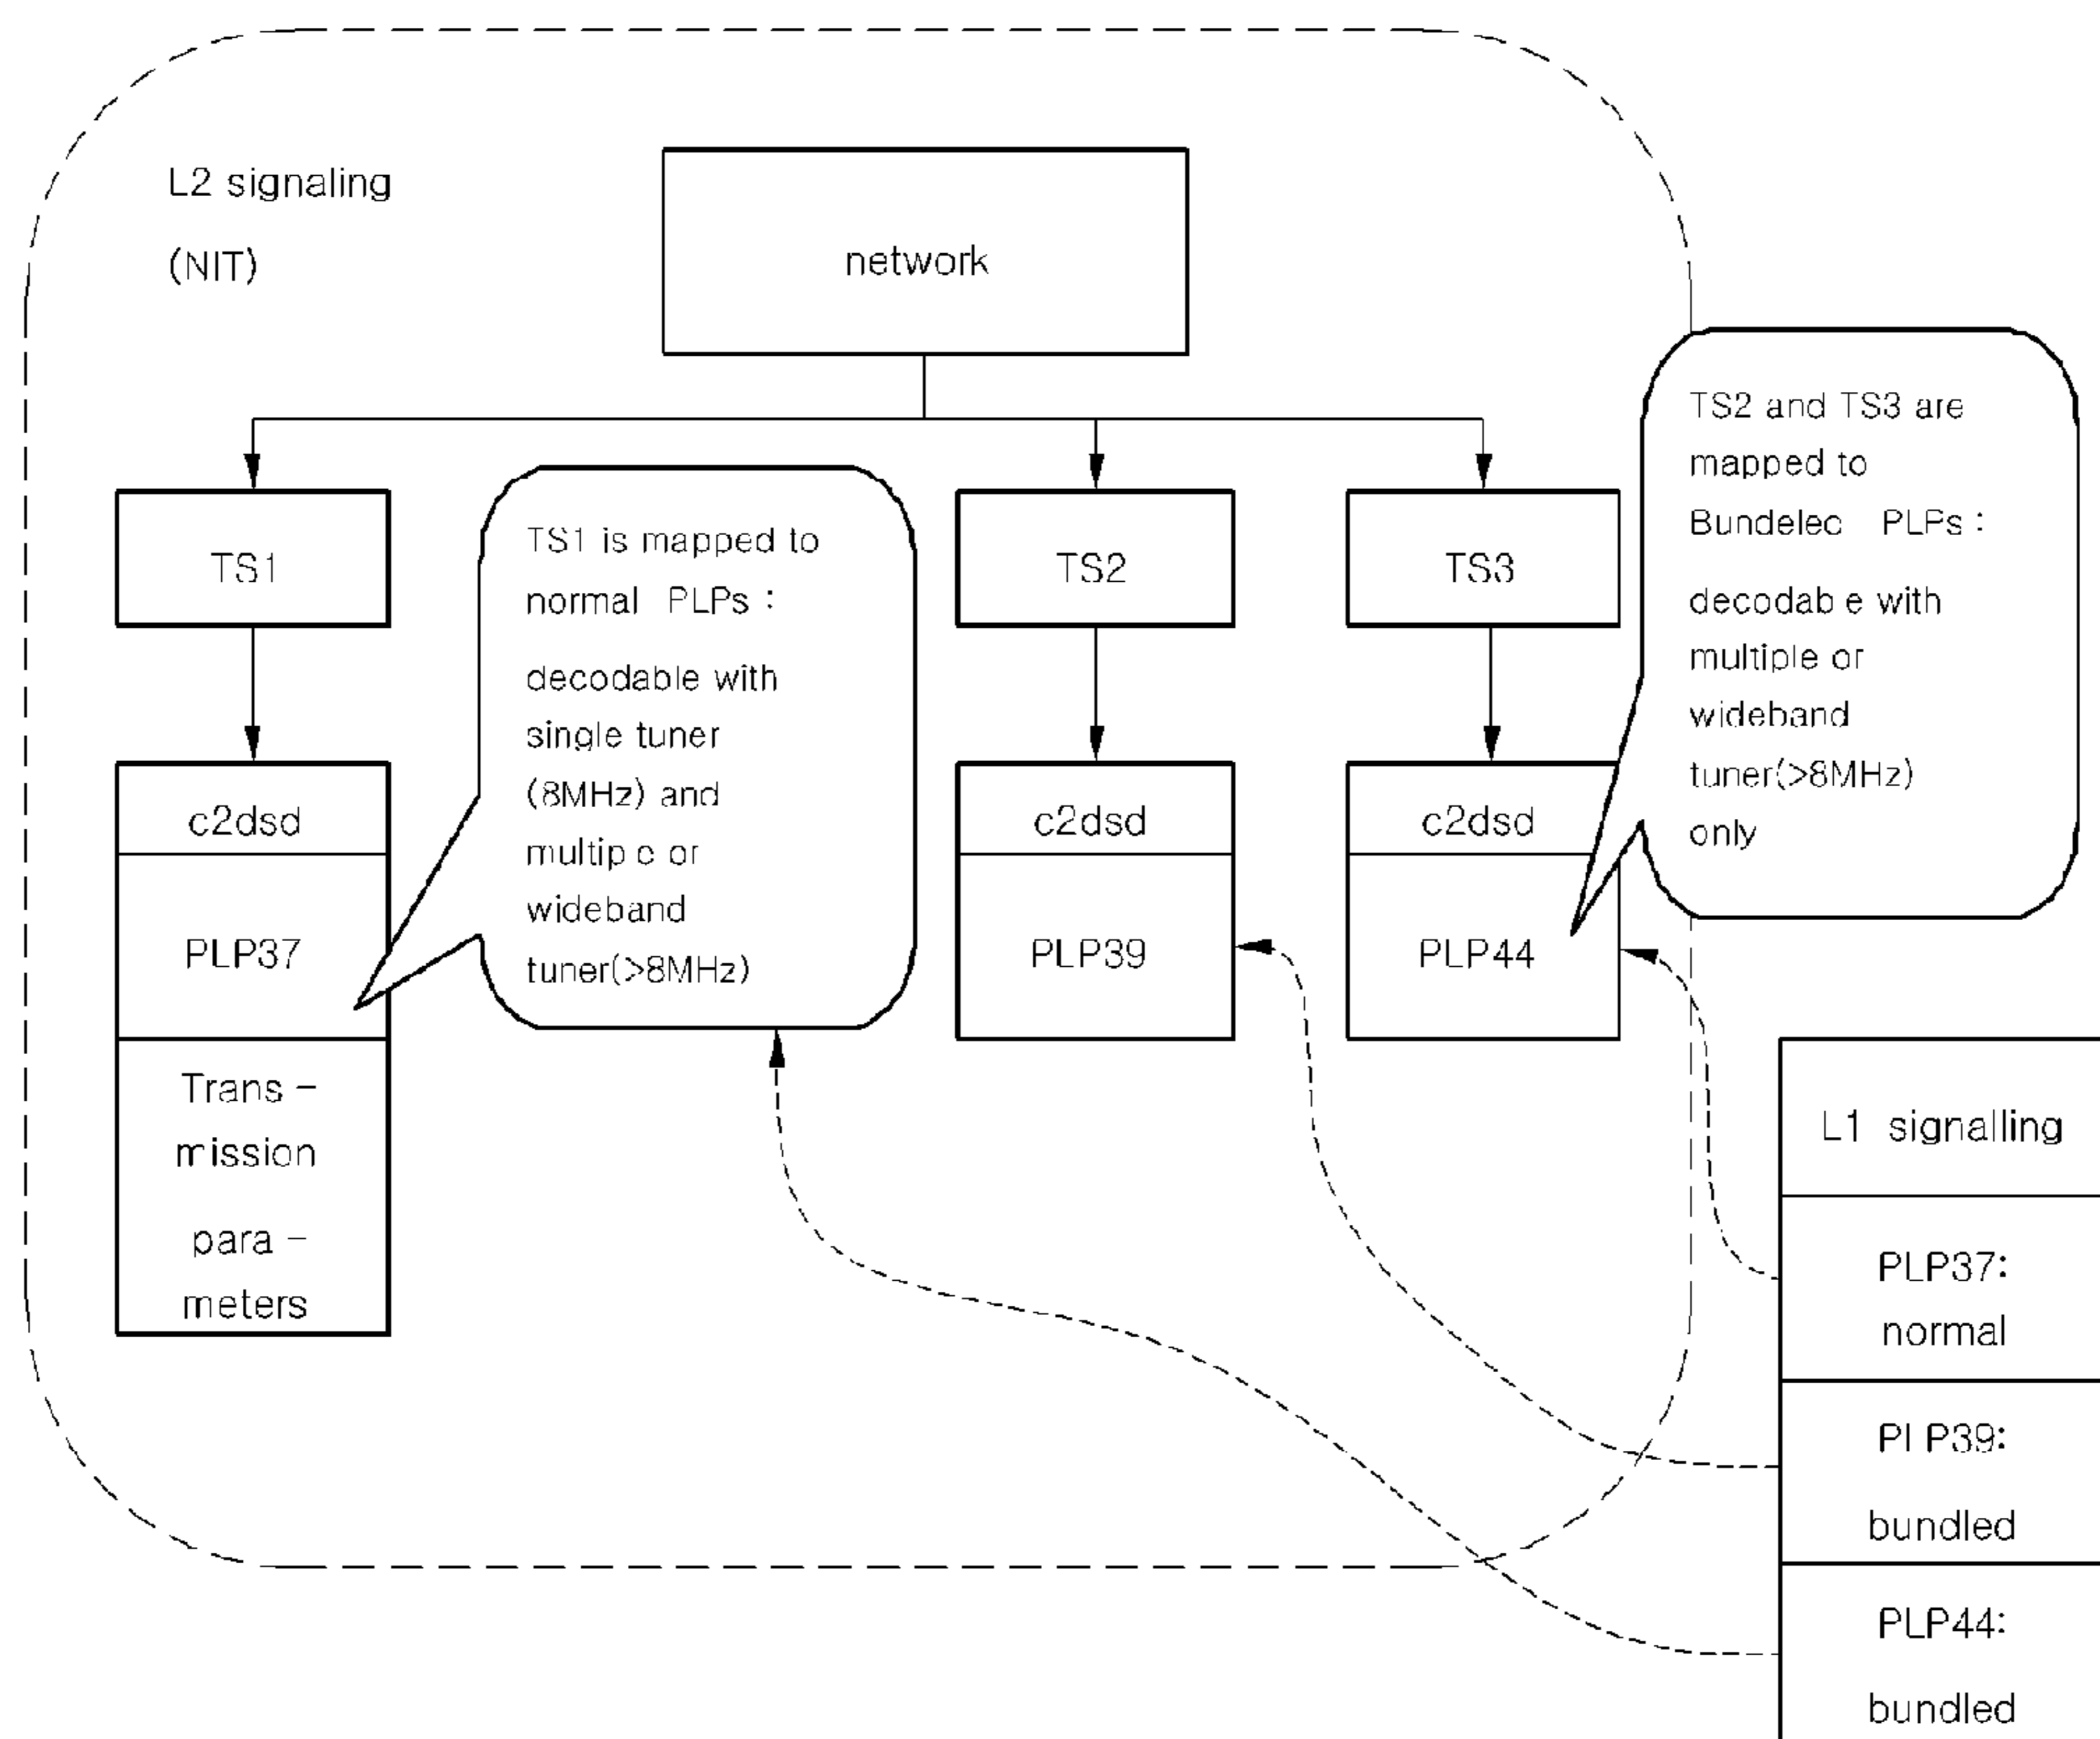 L2 signaling
(NIT)
network
TS1
TS2
TS3
TS1 is mapped to
normal PLPs :
decodable with
single tuner
(8MHz) and
multip e or
wideband
tuner(>8MHz)
TS2 and TS3 are
mapped to
Bundelec PLPs :
decodab e with
multiple or
wideband
tuner(>8MHz)
only
c2dsd
PLP37
Trans –
mission
para –
meters
c2dsd
PLP39
c2dsd
PLP44
L1 signalling
PLP37:
normal
PLP39:
bundled
PLP44:
bundled